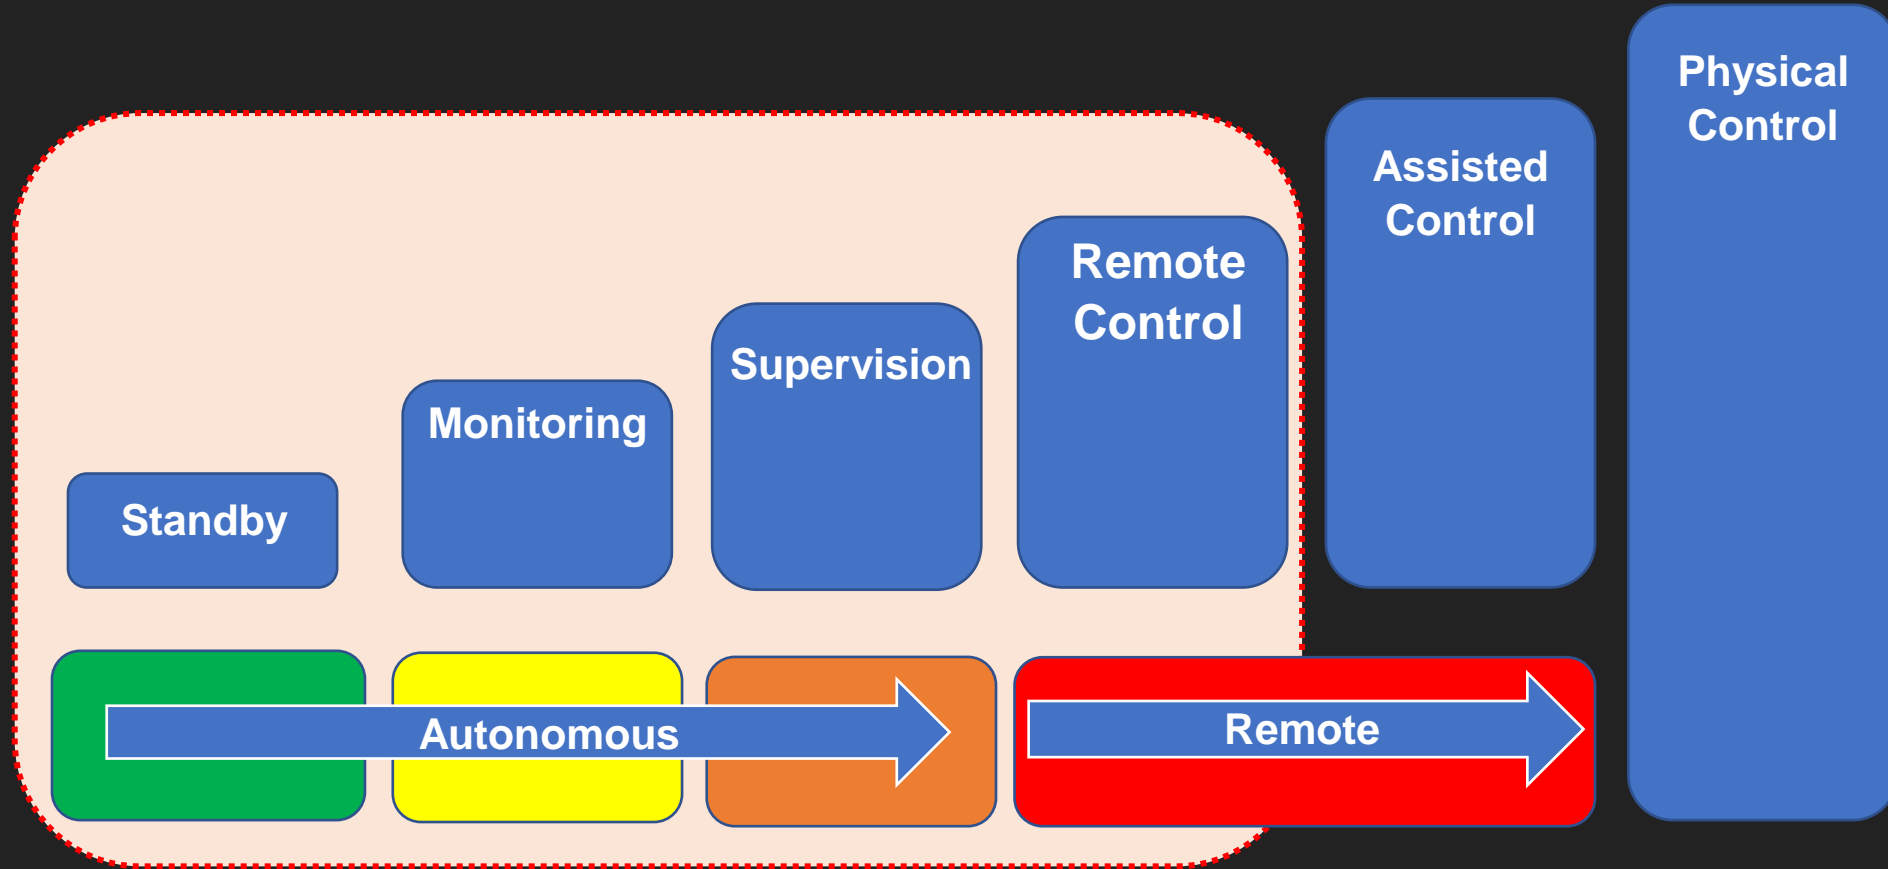 Physical
Control
Assisted
Control
Remote
Control
Supervision
Monitoring
Standby
Autonomous
Remote